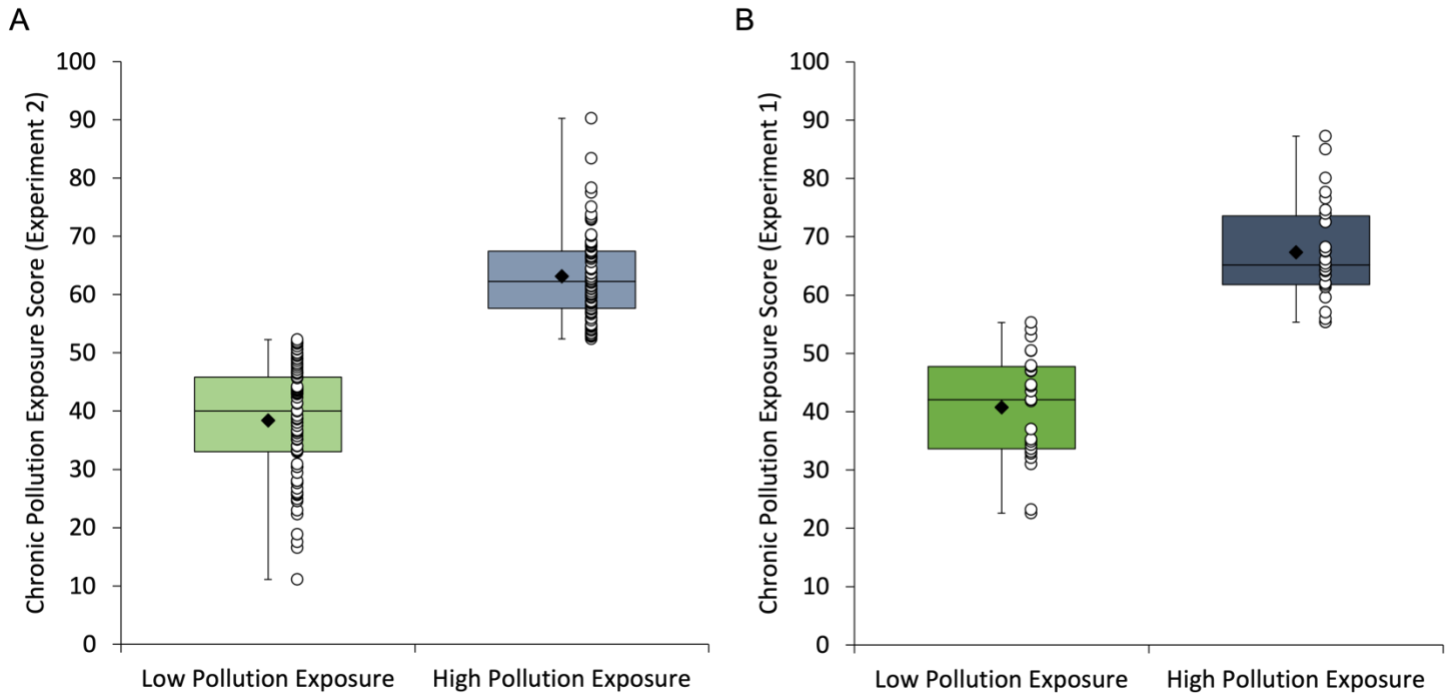 A
Chronic Pollution Exposure Score (Experiment 2)
100
90
80
70
60
50
40
30
20
10
0
Low Pollution Exposure
High Pollution Exposure
B
Chronic Pollution Exposure Score (Experiment 1)
100
90
80
70
60
50
40
30
20
10
0
Low Pollution Exposure
High Pollution Exposure